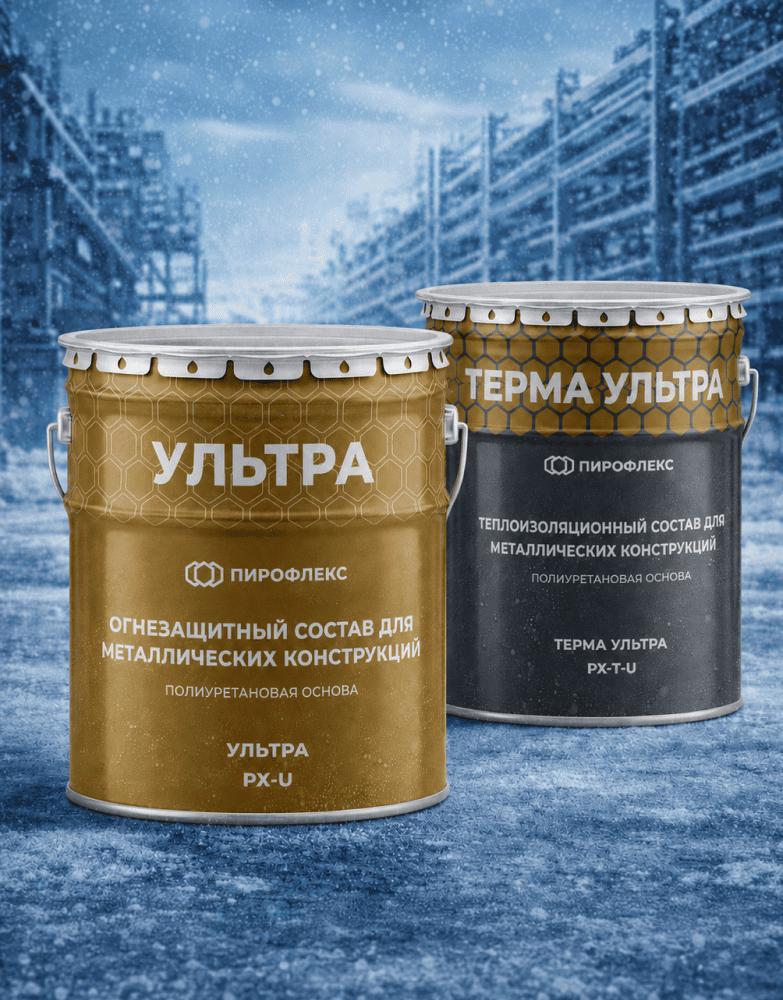 УЛЬТРА
ПИРОФЛЕКС
ОГНЕЗАЩИТНЫЙ СОСТАВ ДЛЯ
МЕТАЛЛИЧЕСКИХ КОНСТРУКЦИЙ
ПОЛИУРЕТАНОВАЯ ОСНОВА
УЛЬТРА
PX-U
ТЕРМА УЛЬТРА
ПИРОФЛЕКС
ТЕПЛОИЗОЛЯЦИОННЫЙ СОСТАВ ДЛЯ
МЕТАЛЛИЧЕСКИХ КОНСТРУКЦИЙ
ПОЛИУРЕТАНОВАЯ ОСНОВА
ТЕРМА УЛЬТРА
PX-T-U